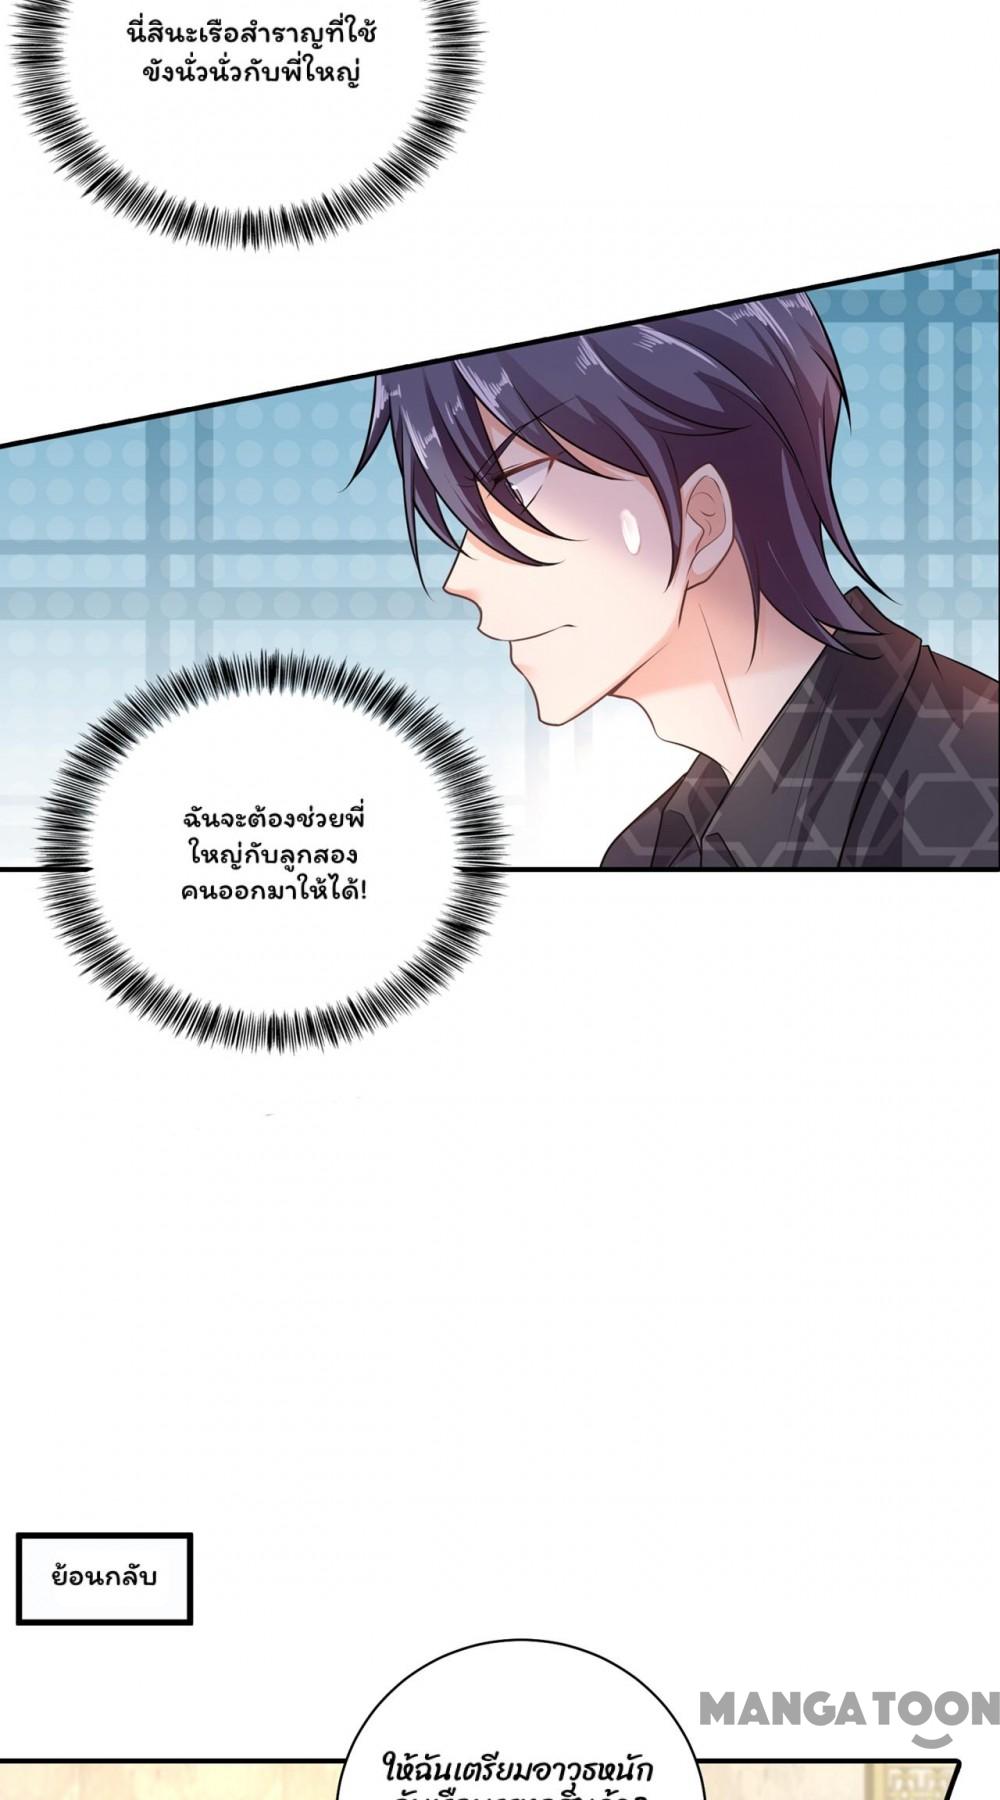 นี่สินะเรือสำราญที่ใช้
ขังนั่วนั่วกับพี่ใหญ่
ฉันจะต้องช่วยพี่
ใหญ่กับลูกสอง
คนออกมาให้ได้!
ย้อนกลับ
MANGATOON
ให้ฉันเตรียมอาวุธหนัก